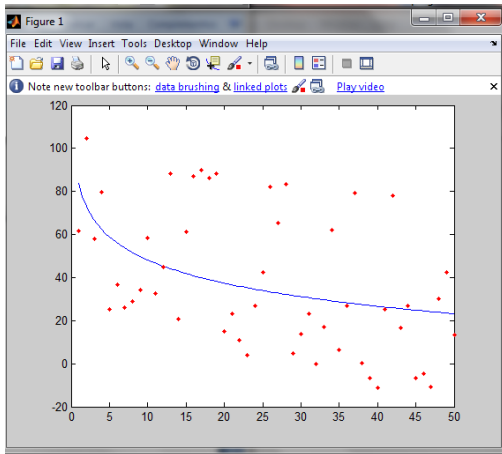 Figure 1
File Edit View Insert Tools Desktop Window Help
Note new toolbar buttons: data brushing & linked plots Play video
120
100
80
60
40
20
0
-20
0 5 10 15 20 25 30 35 40 45 50